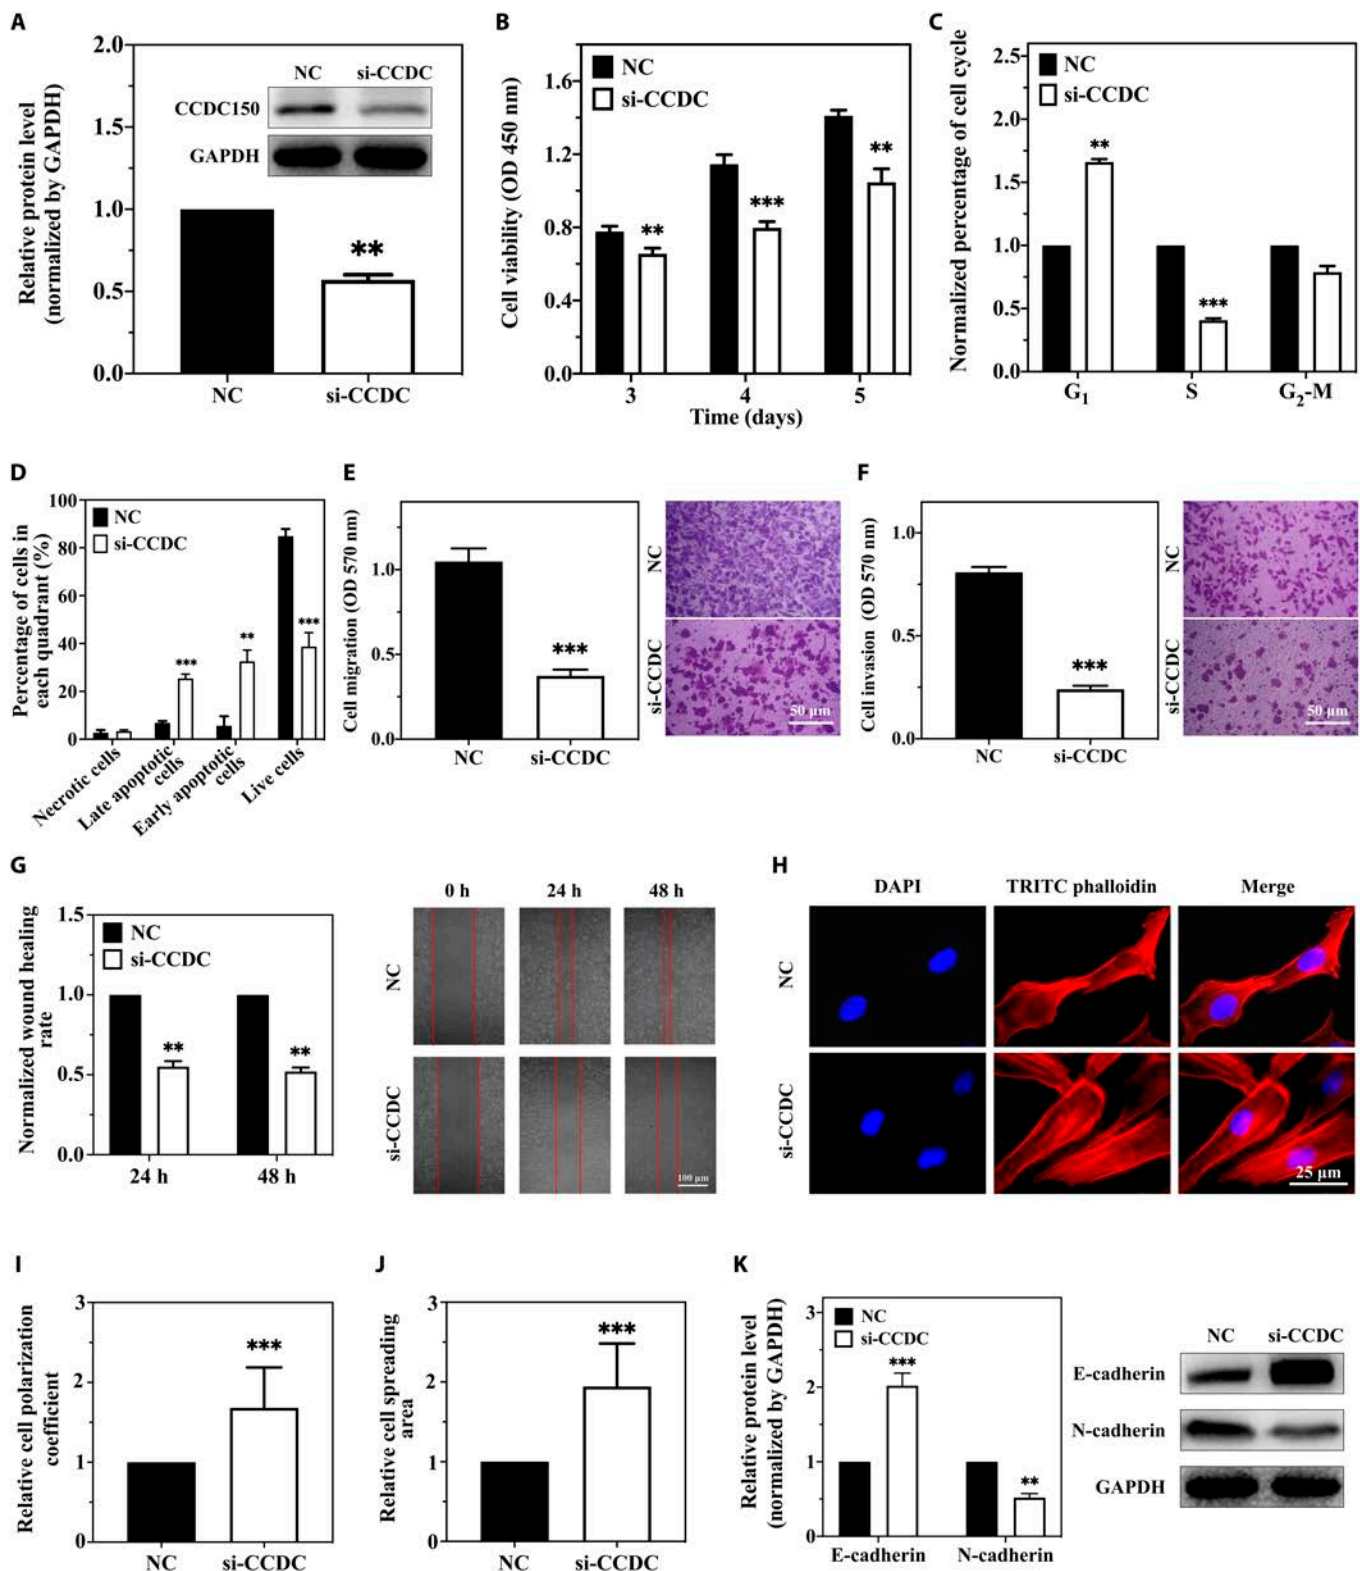 A
Relative protein level
(normalized by GAPDH)
2.0
1.0
0.5
0.0
NC si-CCDC
CCDC150
GAPDH
**
NC si-CCDC
B
Cell viability (OD 450 nm)
1.6
1.2
0.8
0.4
0.0
NC
si-CCDC
**
***
**
3 4 5
Time (days)
C
Normalized percentage of cell cycle
2.5
2.0
1.5
1.0
0.5
0.0
NC
si-CCDC
**
***
G1 S G2-M
D
Percentage of cells in
each quadrant (%)
100
80
60
40
20
0
NC
si-CCDC
***
**
***
Necrotic cells
Late apoptotic
cells
Early apoptotic
cells
Live cells
E
Cell migration (OD 570 nm)
1.0
0.5
0.0
***
NC si-CCDC
NC
si-CCDC
50 μm
F
Cell invasion (OD 570 nm)
1.0
0.5
0.0
***
NC si-CCDC
NC
si-CCDC
50 μm
G
Normalized wound healing
rate
1.5
1.0
0.5
0.0
NC
si-CCDC
**
**
24 h 48 h
0 h 24 h 48 h
NC
si-CCDC
100 μm
H
DAPI TRITC phalloidin Merge
NC
si-CCDC
25 μm
I
Relative cell polarization
coefficient
3
2
1
0
***
NC si-CCDC
J
Relative cell spreading
area
3
2
1
0
***
NC si-CCDC
K
Relative protein level
(normalized by GAPDH)
3
2
1
0
NC
si-CCDC
***
**
E-cadherin N-cadherin
NC si-CCDC
E-cadherin
N-cadherin
GAPDH